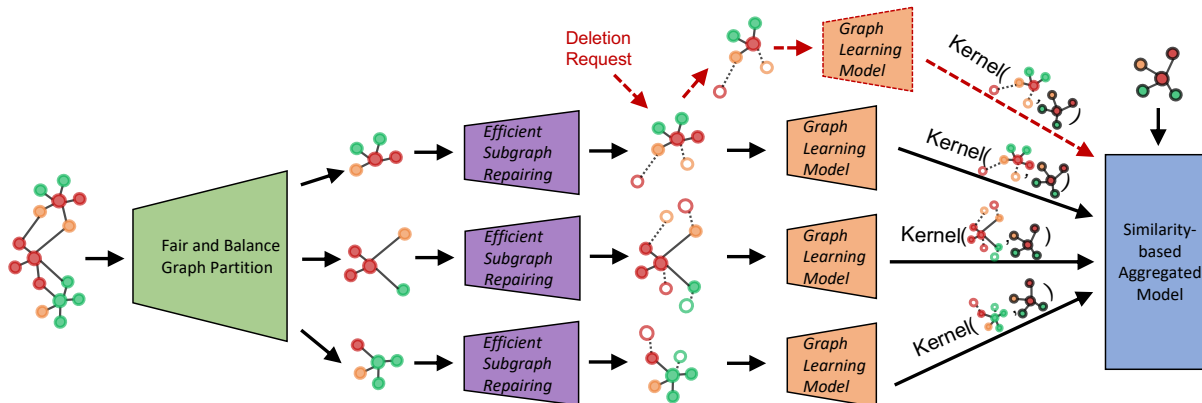 Deletion
Request
Graph
Learning
Model
Kernel(
,
)
Efficient
Subgraph
Repairing
Graph
Learning
Model
Kernel(
,
)
Fair and Balance
Graph Partition
Efficient
Subgraph
Repairing
Graph
Learning
Model
Kernel(
,
)
Similarity-
based
Aggregated
Model
Efficient
Subgraph
Repairing
Graph
Learning
Model
Kernel(
,
)